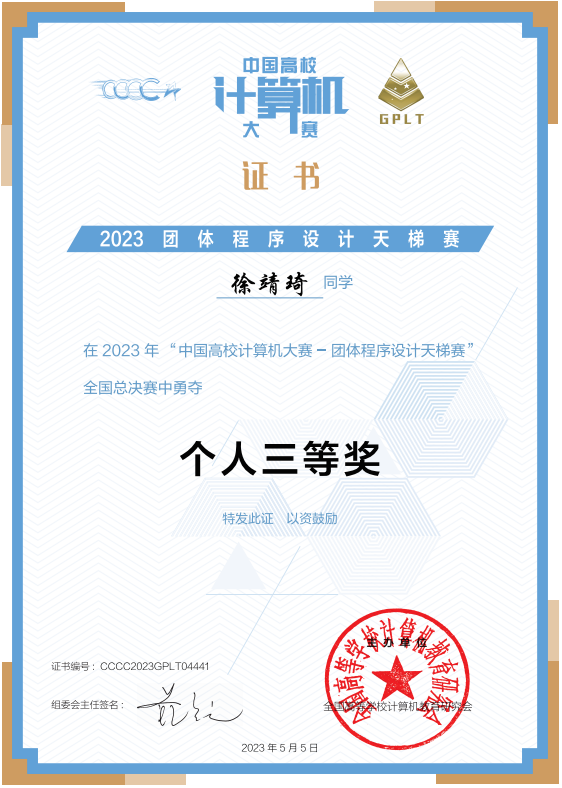 CCCC
中国高校
计算机
大赛
GPLT
证书
2023 团体程序设计天梯赛
徐靖琦 同学
在 2023 年 “中国高校计算机大赛 – 团体程序设计天梯赛”
全国总决赛中勇夺
个人三等奖
特发此证 以资鼓励
主办单位
全国高等学校计算机教育研究会
证书编号：CCCC2023GPLT04441
组委会主任签名：
全国高等学校计算机教育研究会
2023 年 5 月 5 日